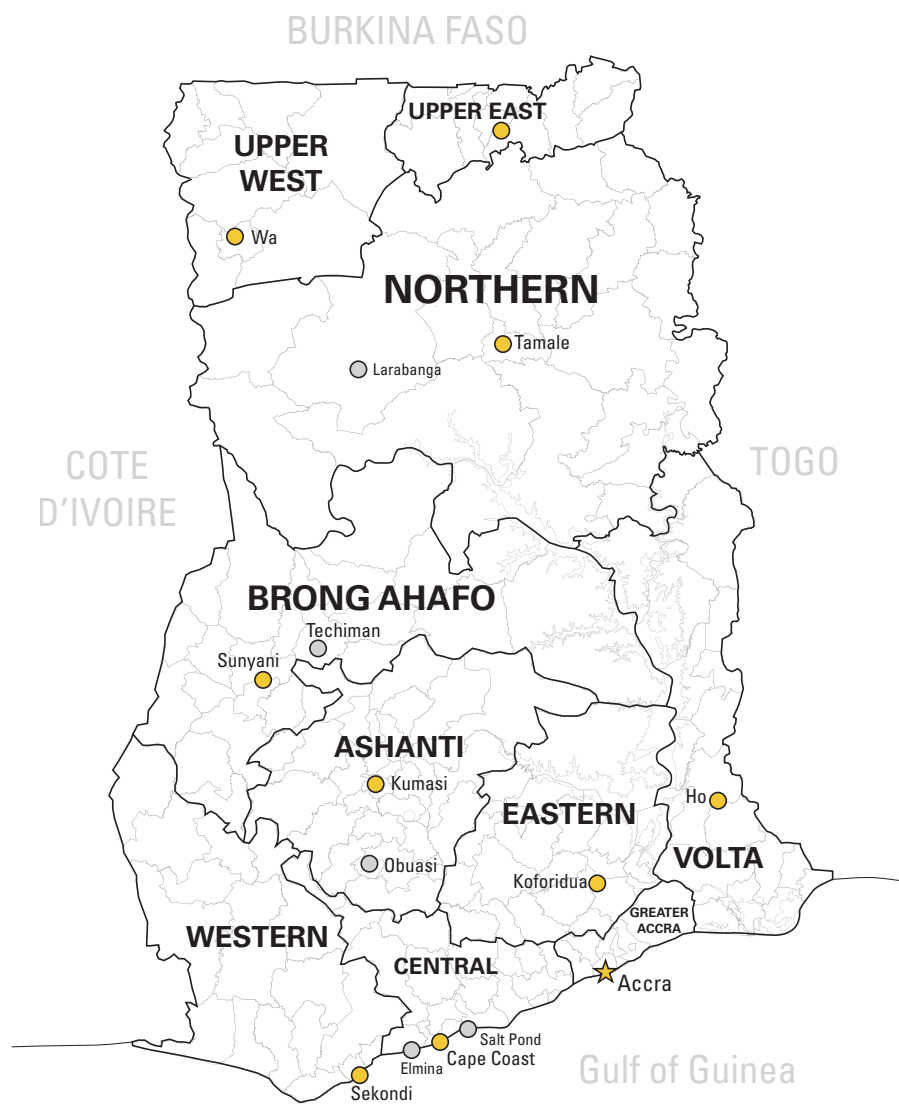 BURKINA FASO
UPPER EAST
UPPER
WEST
Wa
NORTHERN
Tamale
Larabanga
COTE
D'IVOIRE
TOGO
BRONG AHAFO
Techiman
Sunyani
ASHANTI
Kumasi
Ho
EASTERN
VOLTA
Obuasi
Koforidua
GREATER
ACCRA
WESTERN
CENTRAL
Accra
Salt Pond
Cape Coast
Elmina
Gulf of Guinea
Sekondi